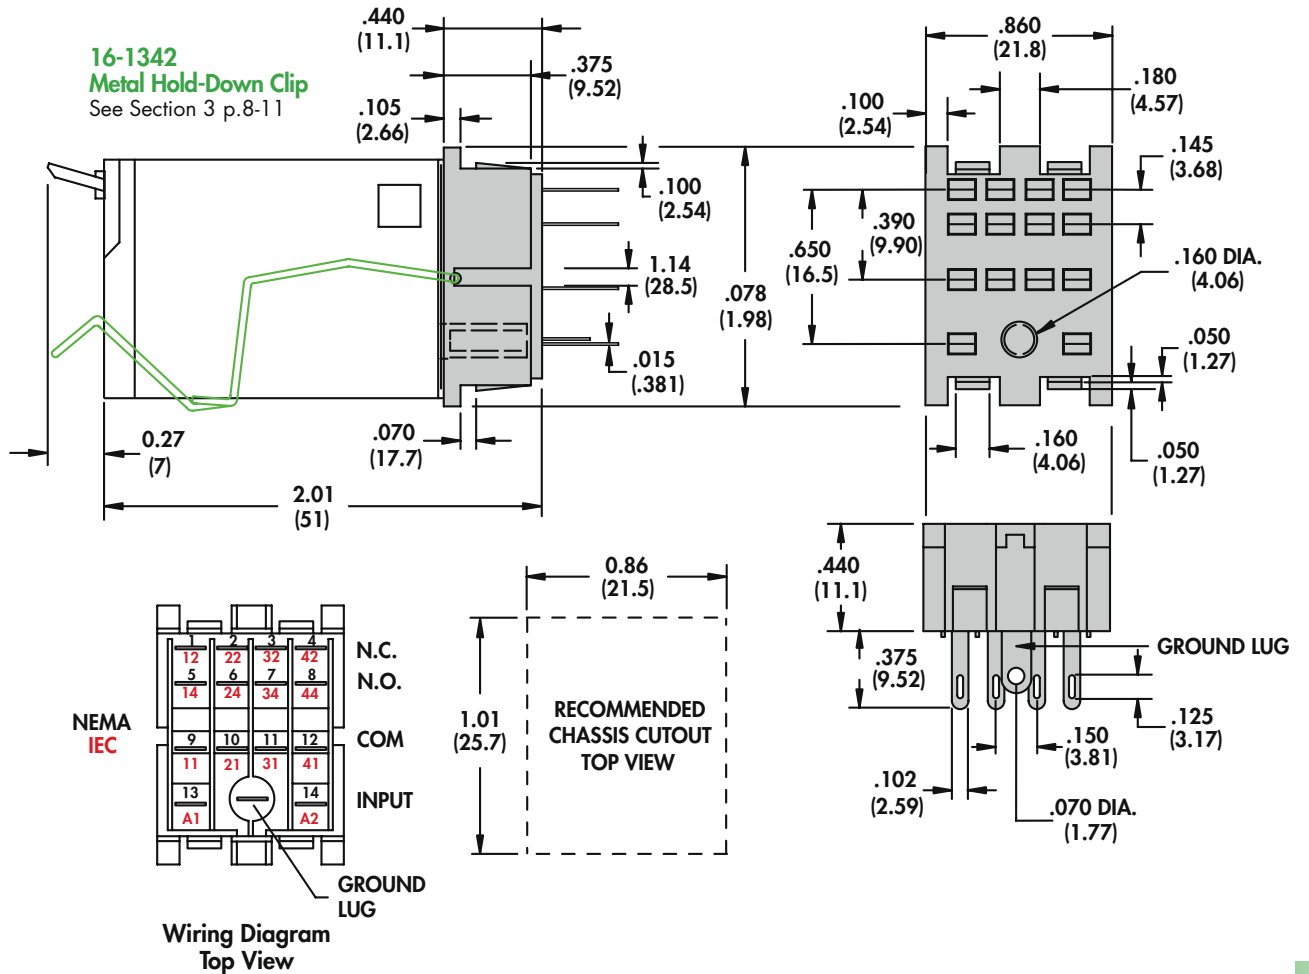 16-1342
Metal Hold-Down Clip
See Section 3 p.8-11
.440
(11.1)
.375
(9.52)
.105
(2.66)
.100
(2.54)
1.14
(28.5)
.078
(1.98)
.015
(.381)
.070
(17.7)
0.27
(7)
2.01
(51)
.860
(21.8)
.180
(4.57)
.100
(2.54)
.145
(3.68)
.390
(9.90)
.650
(16.5)
.160 DIA.
(4.06)
.050
(1.27)
.160
(4.06)
.050
(1.27)
1 2 3 4
12 22 32 42
N.C.
5 6 7 8
14 24 34 44
N.O.
NEMA
IEC
9 10 11 12
11 21 31 41
COM
13 14
A1 A2
INPUT
GROUND
LUG
Wiring Diagram
Top View
0.86
(21.5)
1.01
(25.7)
RECOMMENDED
CHASSIS CUTOUT
TOP VIEW
.440
(11.1)
.375
(9.52)
GROUND LUG
.125
(3.17)
.150
(3.81)
.102
(2.59)
.070 DIA.
(1.77)